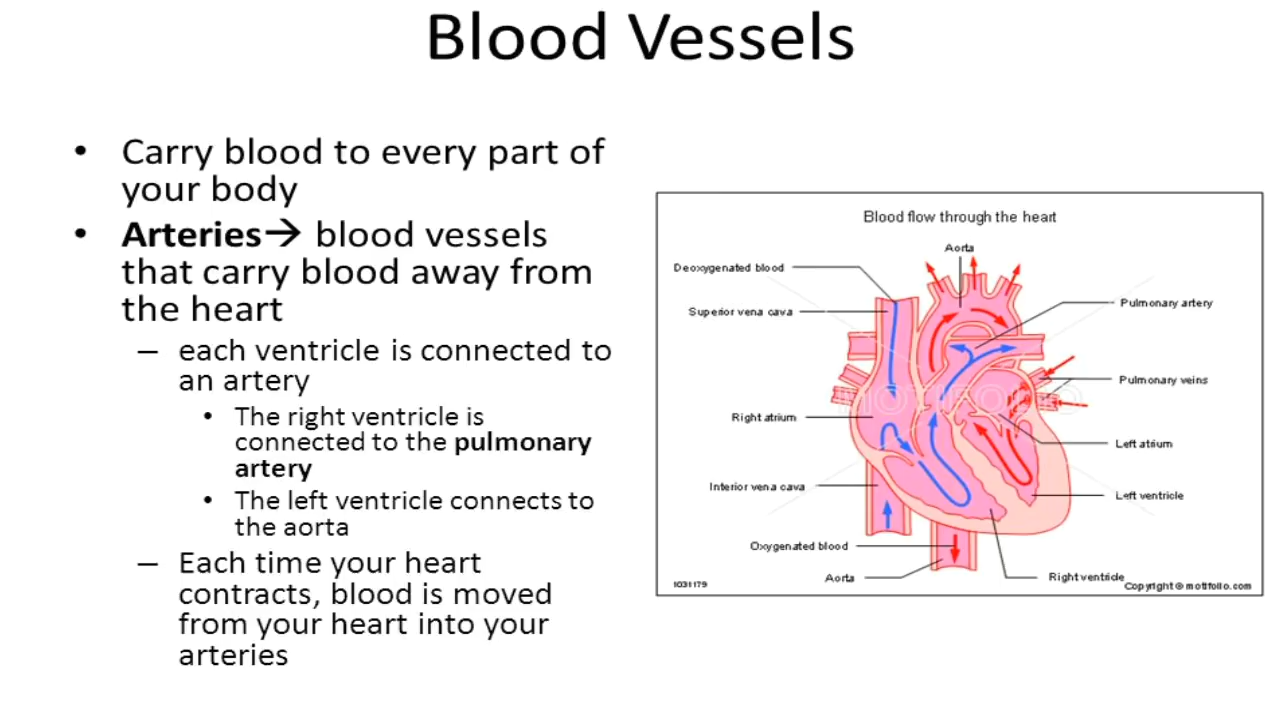 Blood Vessels
• Carry blood to every part of
your body
• Arteries→ blood vessels
that carry blood away from
the heart
– each ventricle is connected to
an artery
• The right ventricle is
connected to the pulmonary
artery
• The left ventricle connects to
the aorta
– Each time your heart
contracts, blood is moved
from your heart into your
arteries
Blood flow through the heart
Aorta
Deoxygenated blood
Superior vena cava
Pulmonary artery
Pulmonary veins
MOTIFOLIO
Right atrium
Left atrium
Interior vena cava
Left ventricle
Oxygenated blood
Aorta
Right ventricle
1031179
Copyright © motifolio.com